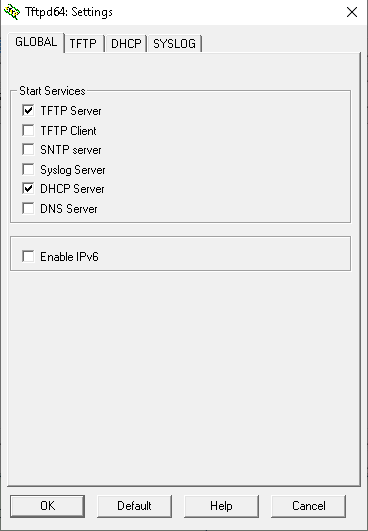 Tftpd64: Settings
GLOBAL TFTP DHCP SYSLOG
Start Services
TFTP Server
TFTP Client
SNTP server
Syslog Server
DHCP Server
DNS Server
Enable IPv6
OK Default Help Cancel